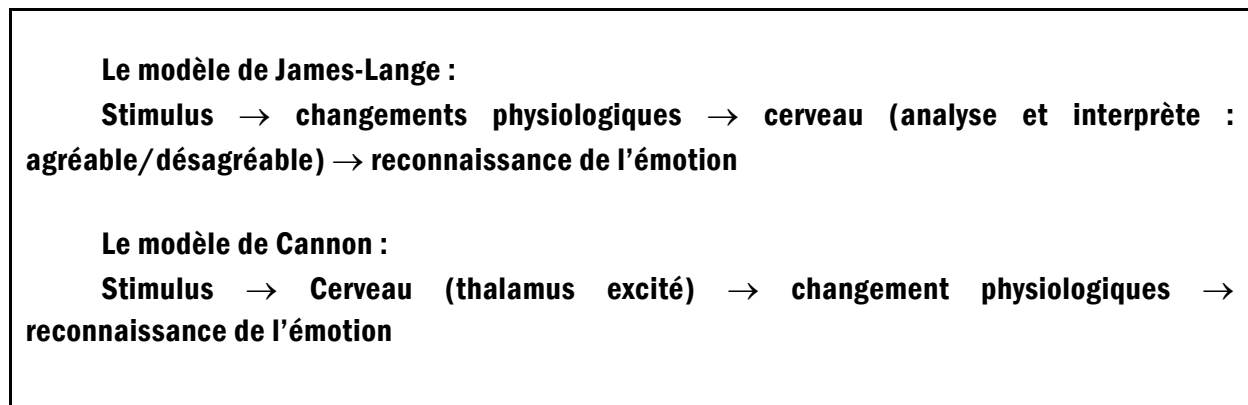 Le modèle de James-Lange :
Stimulus → changements physiologiques → cerveau (analyse et interprète :
agréable/désagréable) → reconnaissance de l’émotion
Le modèle de Cannon :
Stimulus → Cerveau (thalamus excité) → changement physiologiques →
reconnaissance de l’émotion